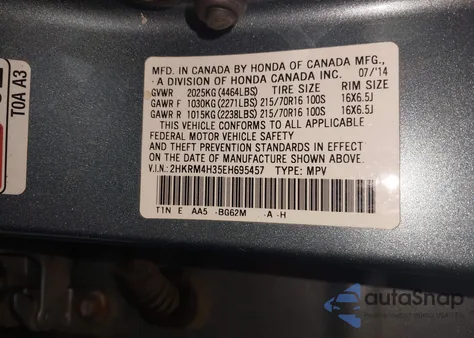 TOA A3
MFD. IN CANADA BY HONDA OF CANADA MFG.,
A DIVISION OF HONDA CANADA INC. 07/'14
GVWR 2025KG (4464LBS) TIRE SIZE RIM SIZE
GAWR F 1030KG (2271LBS) 215/70R16 100S 16X6.5J
GAWR R 1015KG (2238LBS) 215/70R16 100S 16X6.5J
THIS VEHICLE CONFORMS TO ALL APPLICABLE
FEDERAL MOTOR VEHICLE SAFETY
AND THEFT PREVENTION STANDARDS IN EFFECT
ON THE DATE OF MANUFACTURE SHOWN ABOVE.
V.I.N.: 2HKRM4H35EH695457 TYPE: MPV
TIN E AA5 -BG62M -A -H
autoSnap